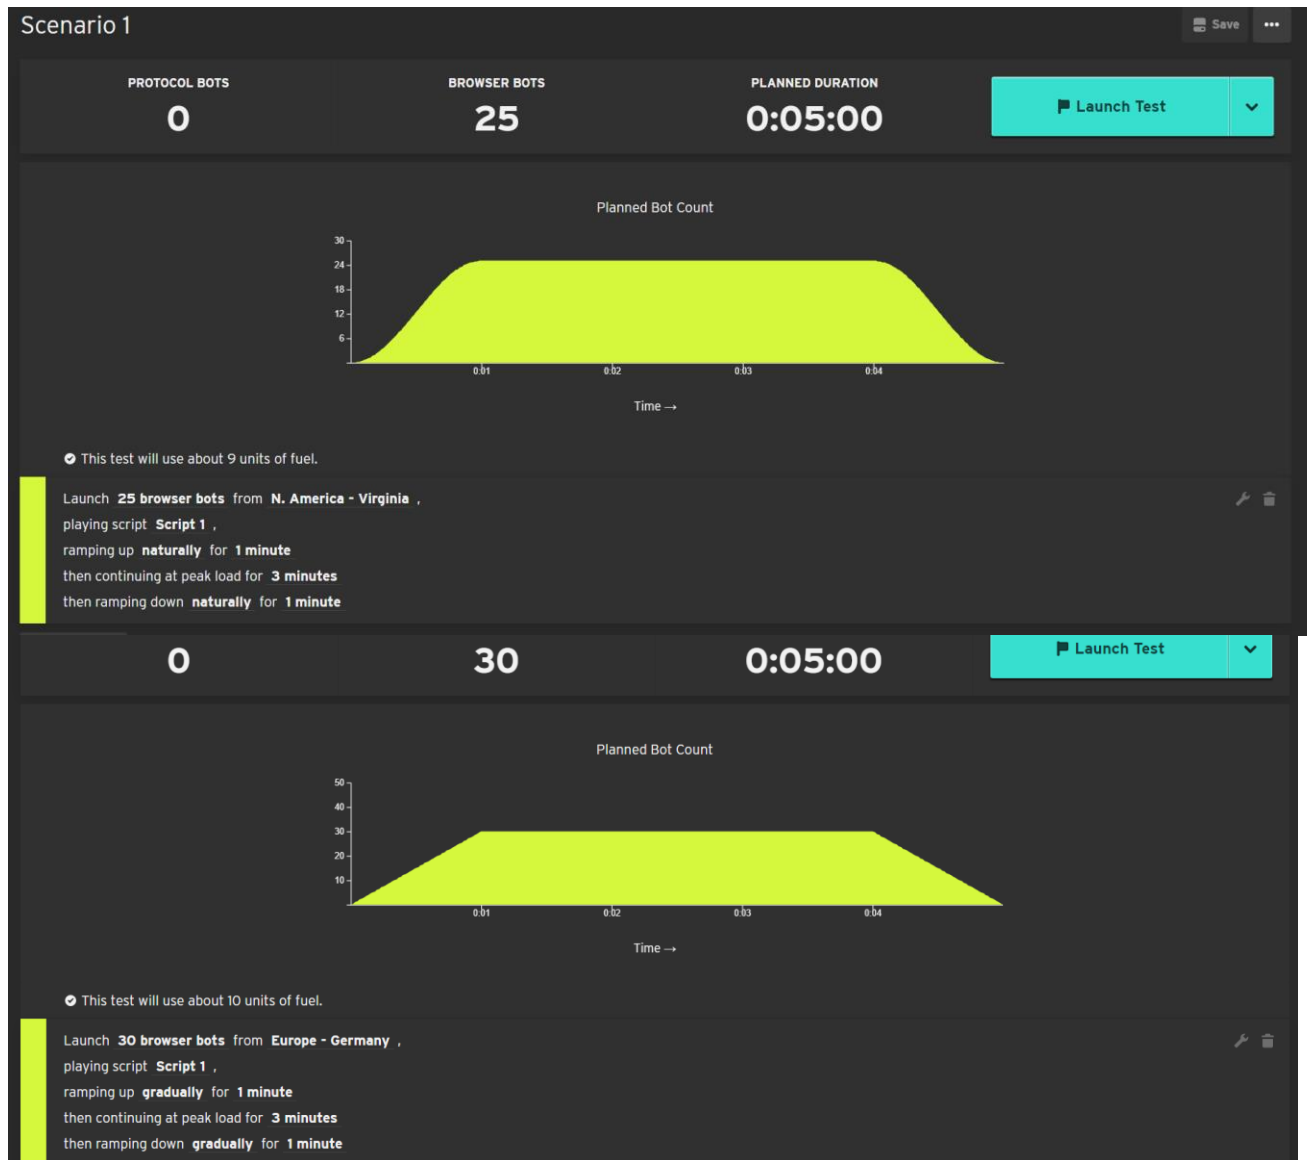 Scenario 1
Save
PROTOCOL BOTS
BROWSER BOTS
PLANNED DURATION
0
25
0:05:00
Launch Test
Planned Bot Count
30
24
18
12
6
0:01
0:02
0:03
0:04
Time →
This test will use about 9 units of fuel.
Launch 25 browser bots from N. America - Virginia ,
playing script Script 1 ,
ramping up naturally for 1 minute
then continuing at peak load for 3 minutes
then ramping down naturally for 1 minute
0
30
0:05:00
Launch Test
Planned Bot Count
50
40
30
20
10
0:01
0:02
0:03
0:04
Time →
This test will use about 10 units of fuel.
Launch 30 browser bots from Europe - Germany ,
playing script Script 1 ,
ramping up gradually for 1 minute
then continuing at peak load for 3 minutes
then ramping down gradually for 1 minute